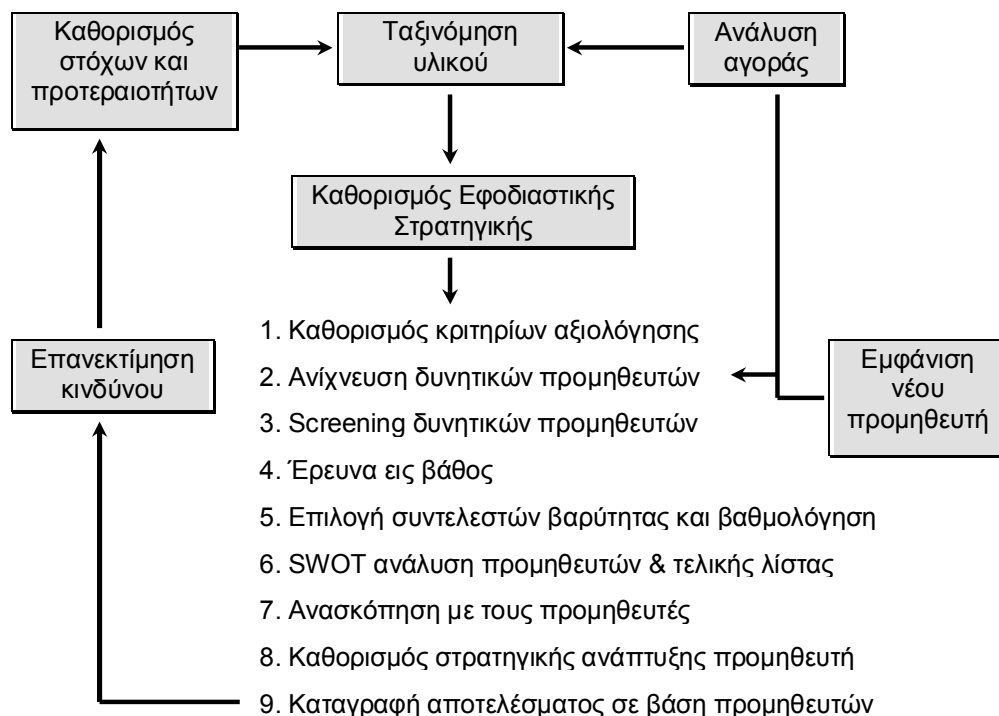 Καθορισμός
στόχων και
προτεραιοτήτων
Ταξινόμηση
υλικού
Ανάλυση
αγοράς
Καθορισμός Εφοδιαστικής
Στρατηγικής
1. Καθορισμός κριτηρίων αξιολόγησης
2. Ανίχνευση δυνητικών προμηθευτών
3. Screening δυνητικών προμηθευτών
4. Έρευνα εις βάθος
5. Επιλογή συντελεστών βαρύτητας και βαθμολόγηση
6. SWOT ανάλυση προμηθευτών & τελικής λίστας
7. Ανασκόπηση με τους προμηθευτές
8. Καθορισμός στρατηγικής ανάπτυξης προμηθευτή
9. Καταγραφή αποτελέσματος σε βάση προμηθευτών
Επανεκτίμηση
κινδύνου
Εμφάνιση
νέου
προμηθευτή